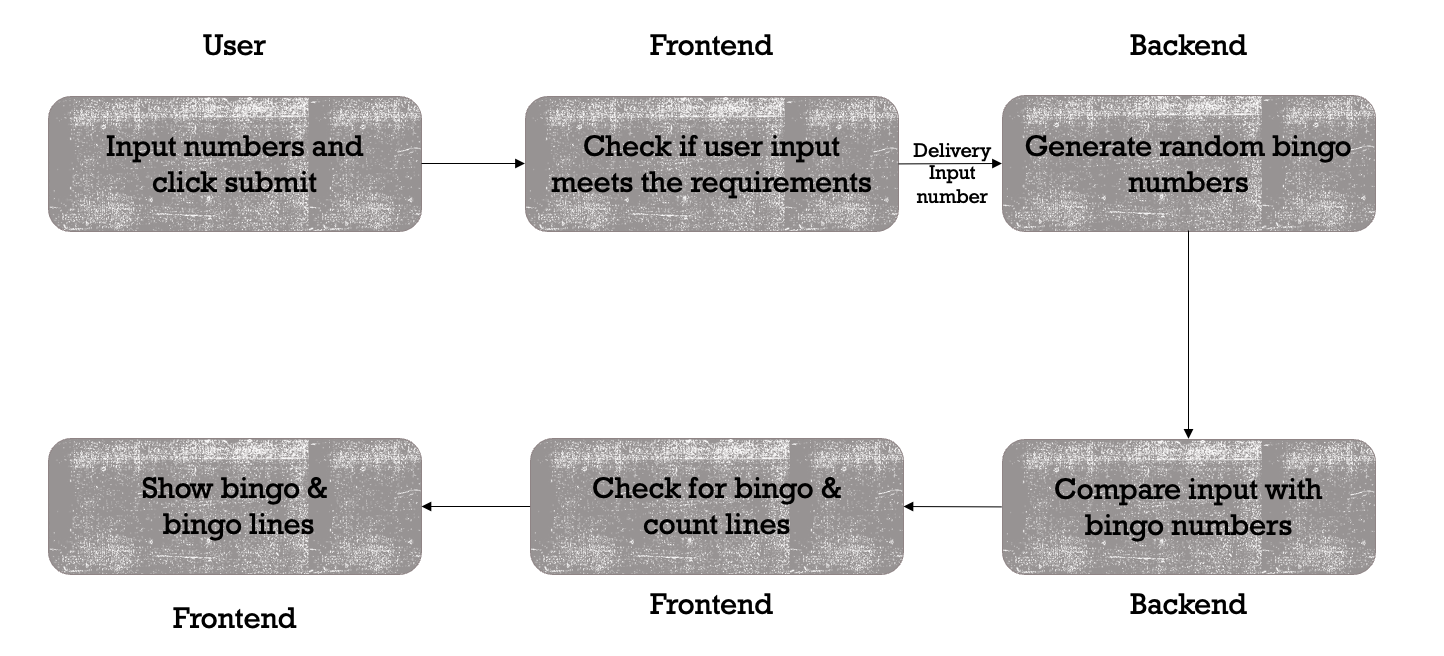 User
Frontend
Backend
Input numbers and
click submit
Check if user input
meets the requirements
Delivery
Input
number
Generate random bingo
numbers
Show bingo &
bingo lines
Check for bingo &
count lines
Compare input with
bingo numbers
Frontend
Frontend
Backend